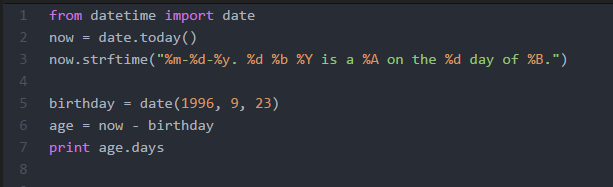 1 from datetime import date
2 now = date.today()
3 now.strftime("%m-%d-%y. %d %b %Y is a %A on the %d day of %B.")
4
5 birthday = date(1996, 9, 23)
6 age = now - birthday
7 print age.days
8